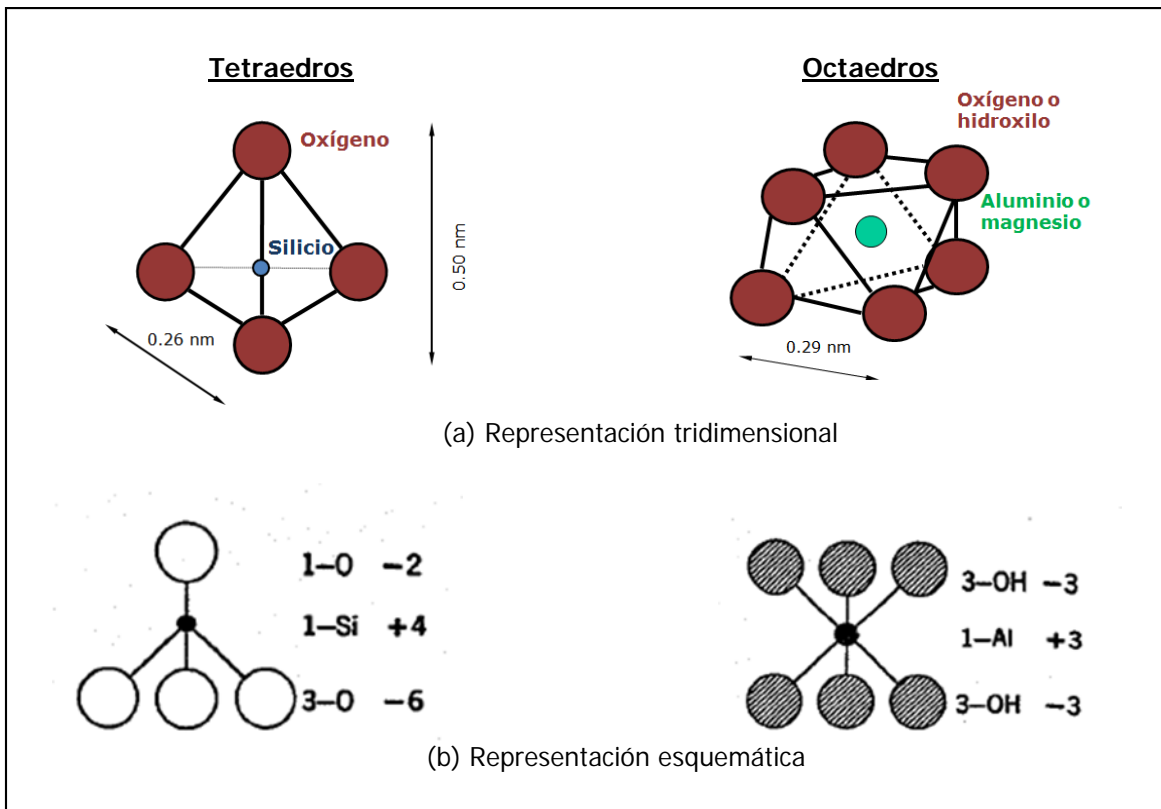 Tetraedros
Octaedros
Oxígeno
Silicio
0.26 nm
0.50 nm
Oxígeno o
hidroxilo
Aluminio o
magnesio
0.29 nm
(a) Representación tridimensional
1-O -2
1-Si +4
3-O -6
3-OH -3
1-Al +3
3-OH -3
(b) Representación esquemática